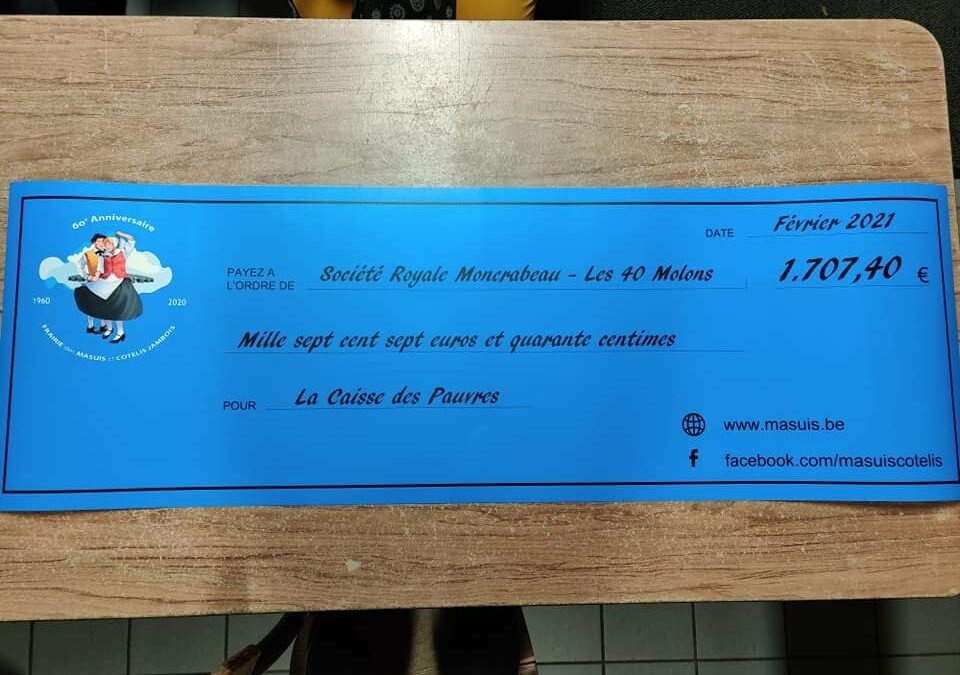 60e Anniversaire
1960
2020
FRAIRIE des MASUIS et COTELIS JAMBOIS
DATE Février 2021
PAYEZ A
L'ORDRE DE Société Royale Moncrabeau - Les 40 Molons 1.707,40 €
Mille sept cent sept euros et quarante centimes
POUR La Caisse des Pauvres
www.masuis.be
facebook.com/masuiscotelis